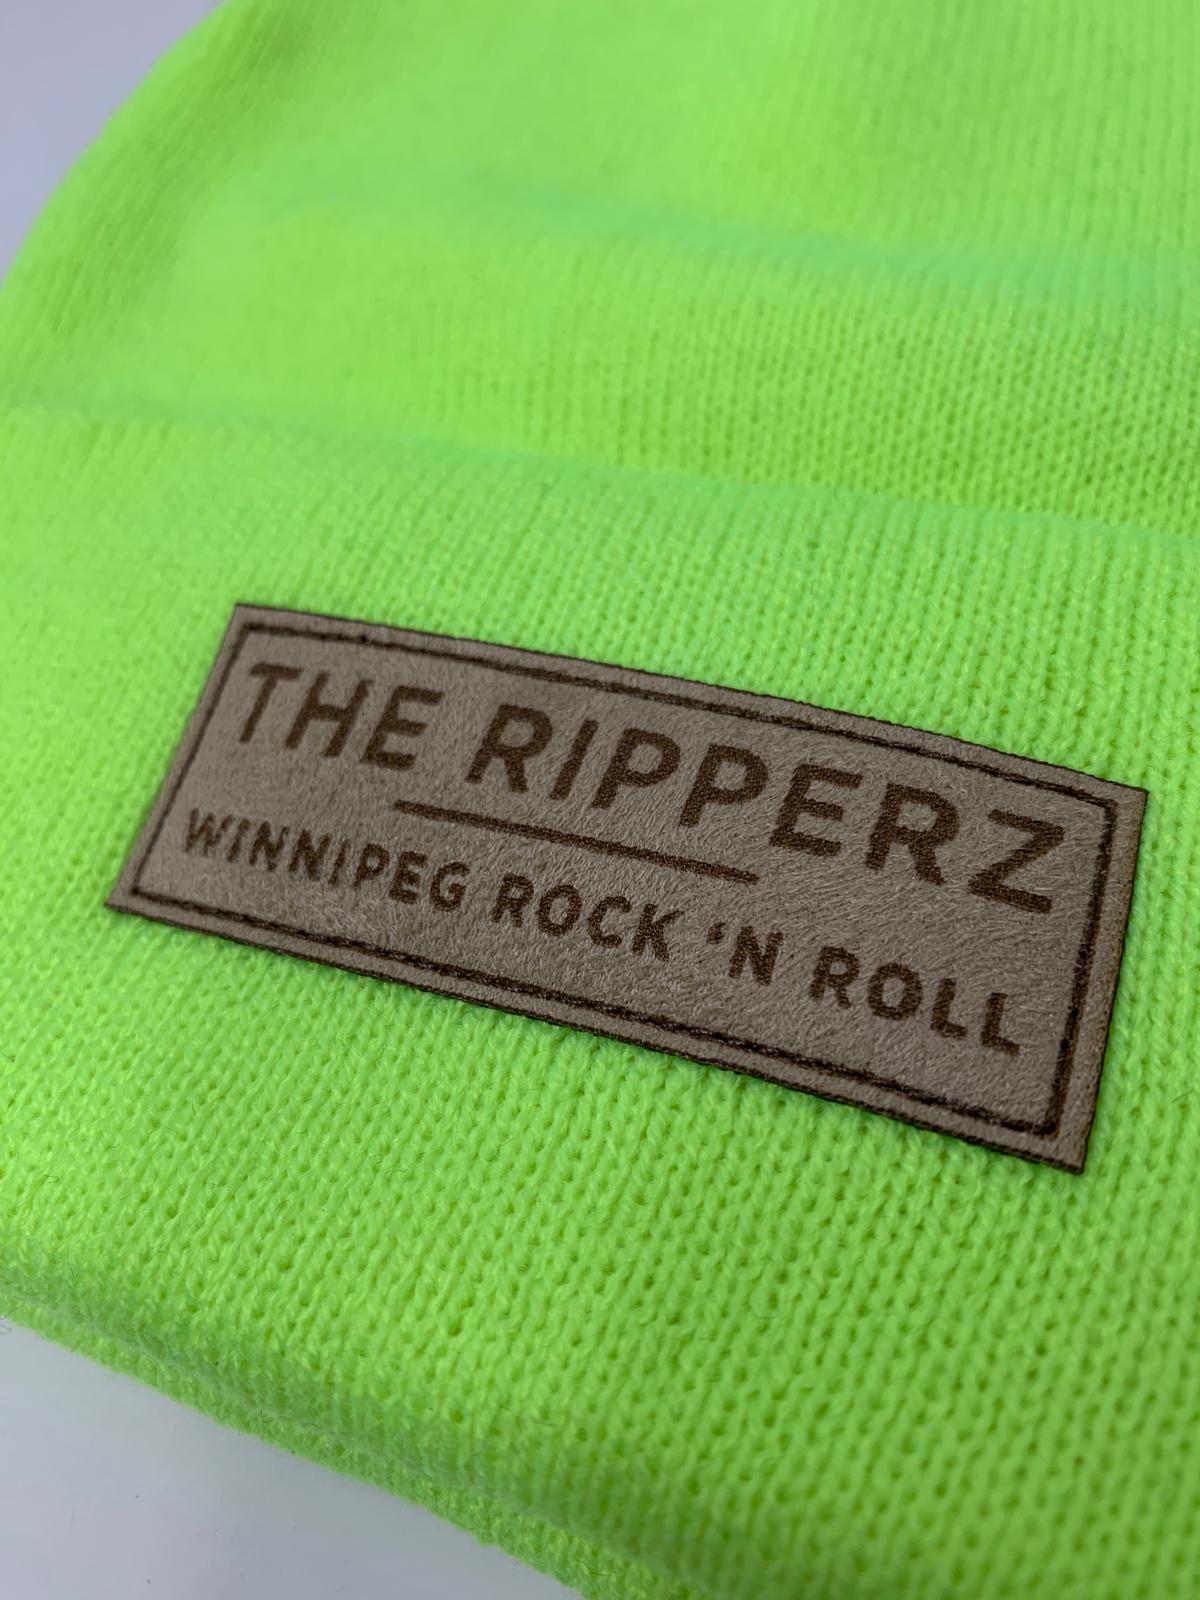 THE RIPPERZ
WINNIPEG ROCK ‘N ROLL